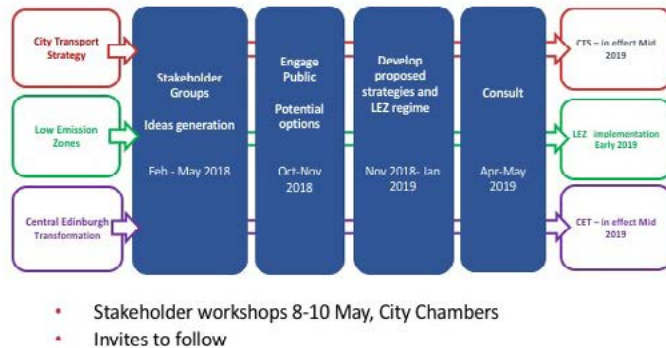 City Transport
Strategy
Low Emission
Zones
Central Edinburgh
Transformation
Stakeholder
Groups
Ideas generation
Feb - May 2018
Engage
Public
Potential
options
Oct-Nov
2018
Develop
proposed
strategies and
LEZ regime
Nov 2018- Jan
2019
Consult
Apr-May
2019
CTS – in effect Mid
2019
LEZ implementation
Early 2019
CET – in effect Mid
2019
• Stakeholder workshops 8-10 May, City Chambers
• Invites to follow